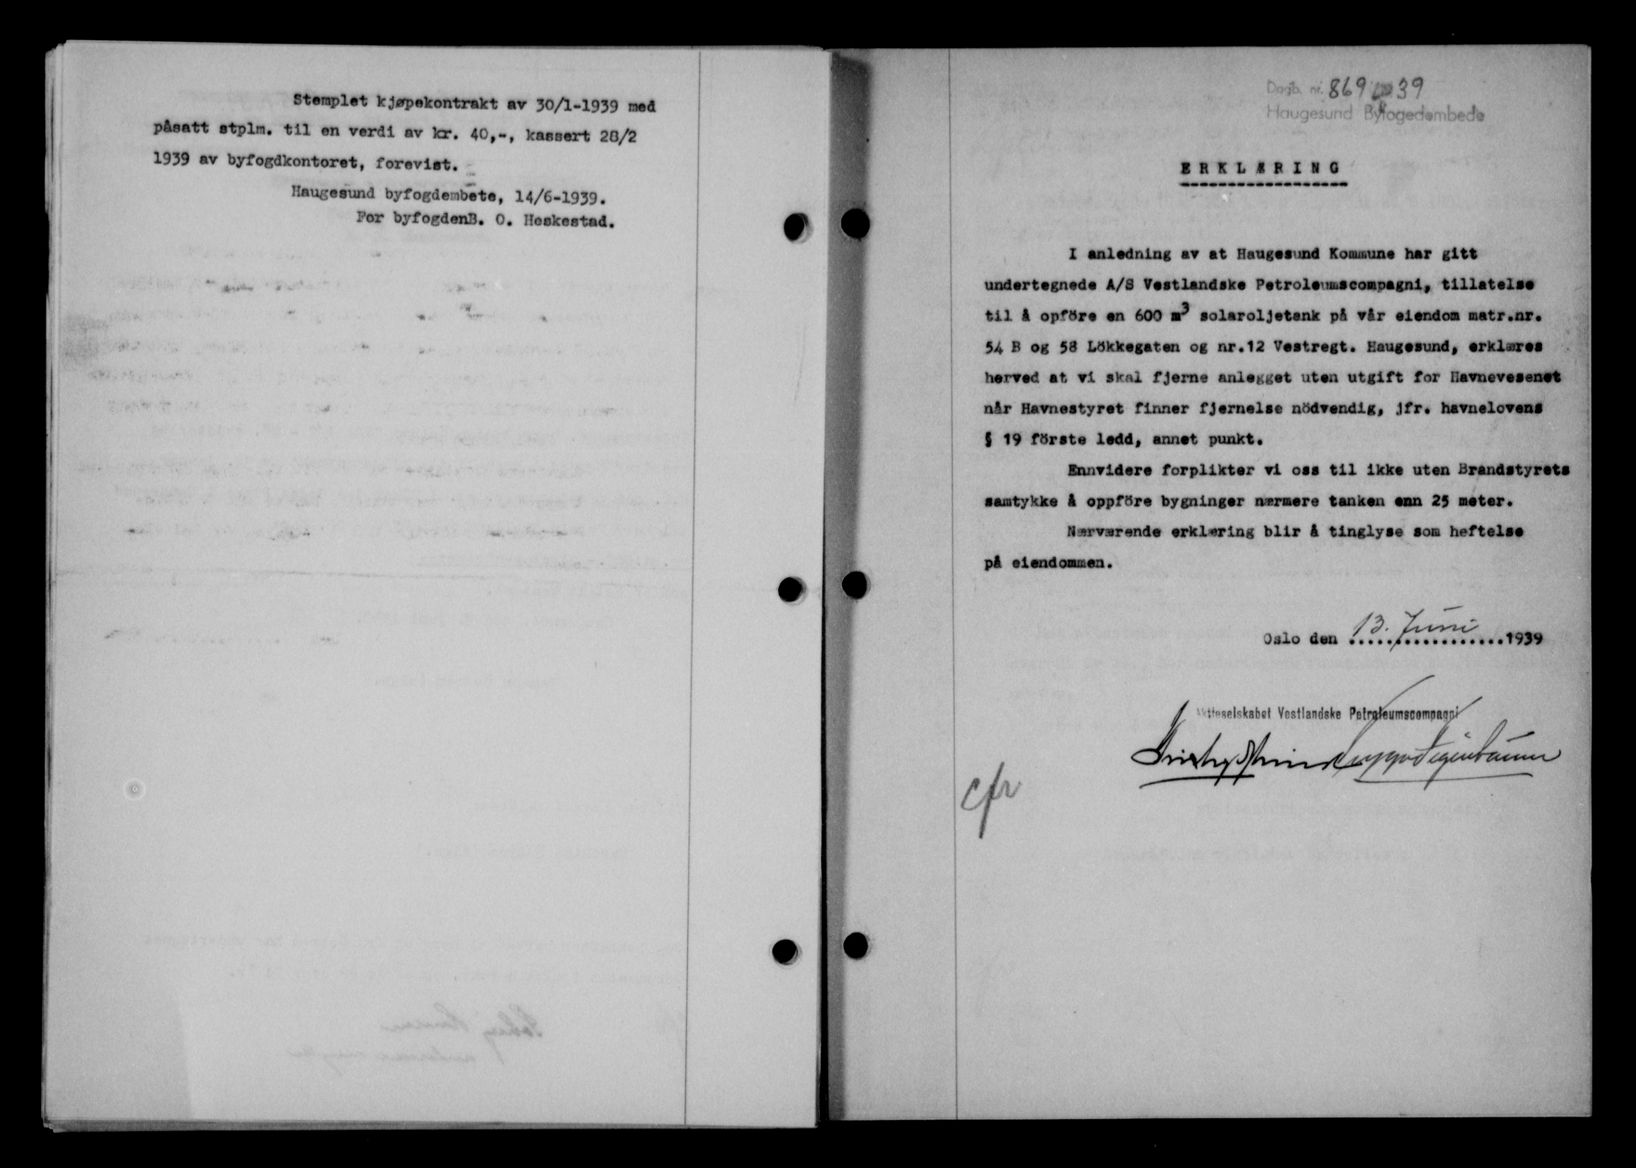 Stemplet kjøpekontrakt av 30/1-1939 med
påsatt stplm. til en verdi av kr. 40,-, kassert 28/2
1939 av byfogdkontoret, forevist.
Haugesund byfogdembete, 14/6-1939.
For byfogdenB. O. Heskestad.
Dagb. nr. 869 39
Haugesund Byfogedembede
ERKLÆRING
I anledning av at Haugesund Kommune har gitt
undertegnede A/S Vestlandske Petroleumscompagni, tillatelse
til å opföre en 600 m3 solaroljetank på vår eiendom matr.nr.
54 B og 58 Lökkegaten og nr.12 Vestregt. Haugesund, erklæres
herved at vi skal fjerne anlegget uten utgift for Havnevesenet
når Havnestyret finner fjernelse nödvendig, jfr. havnelovens
§ 19 förste ledd, annet punkt.
Ennvidere forplikter vi oss til ikke uten Brandstyrets
samtykke å oppföre bygninger nærmere tanken enn 25 meter.
Nærværende erklæring blir å tinglyse som heftelse
på eiendommen.
Oslo den 13. Juni 1939
Aktieselskabet Vestlandske Petroleumscompagni
cfr